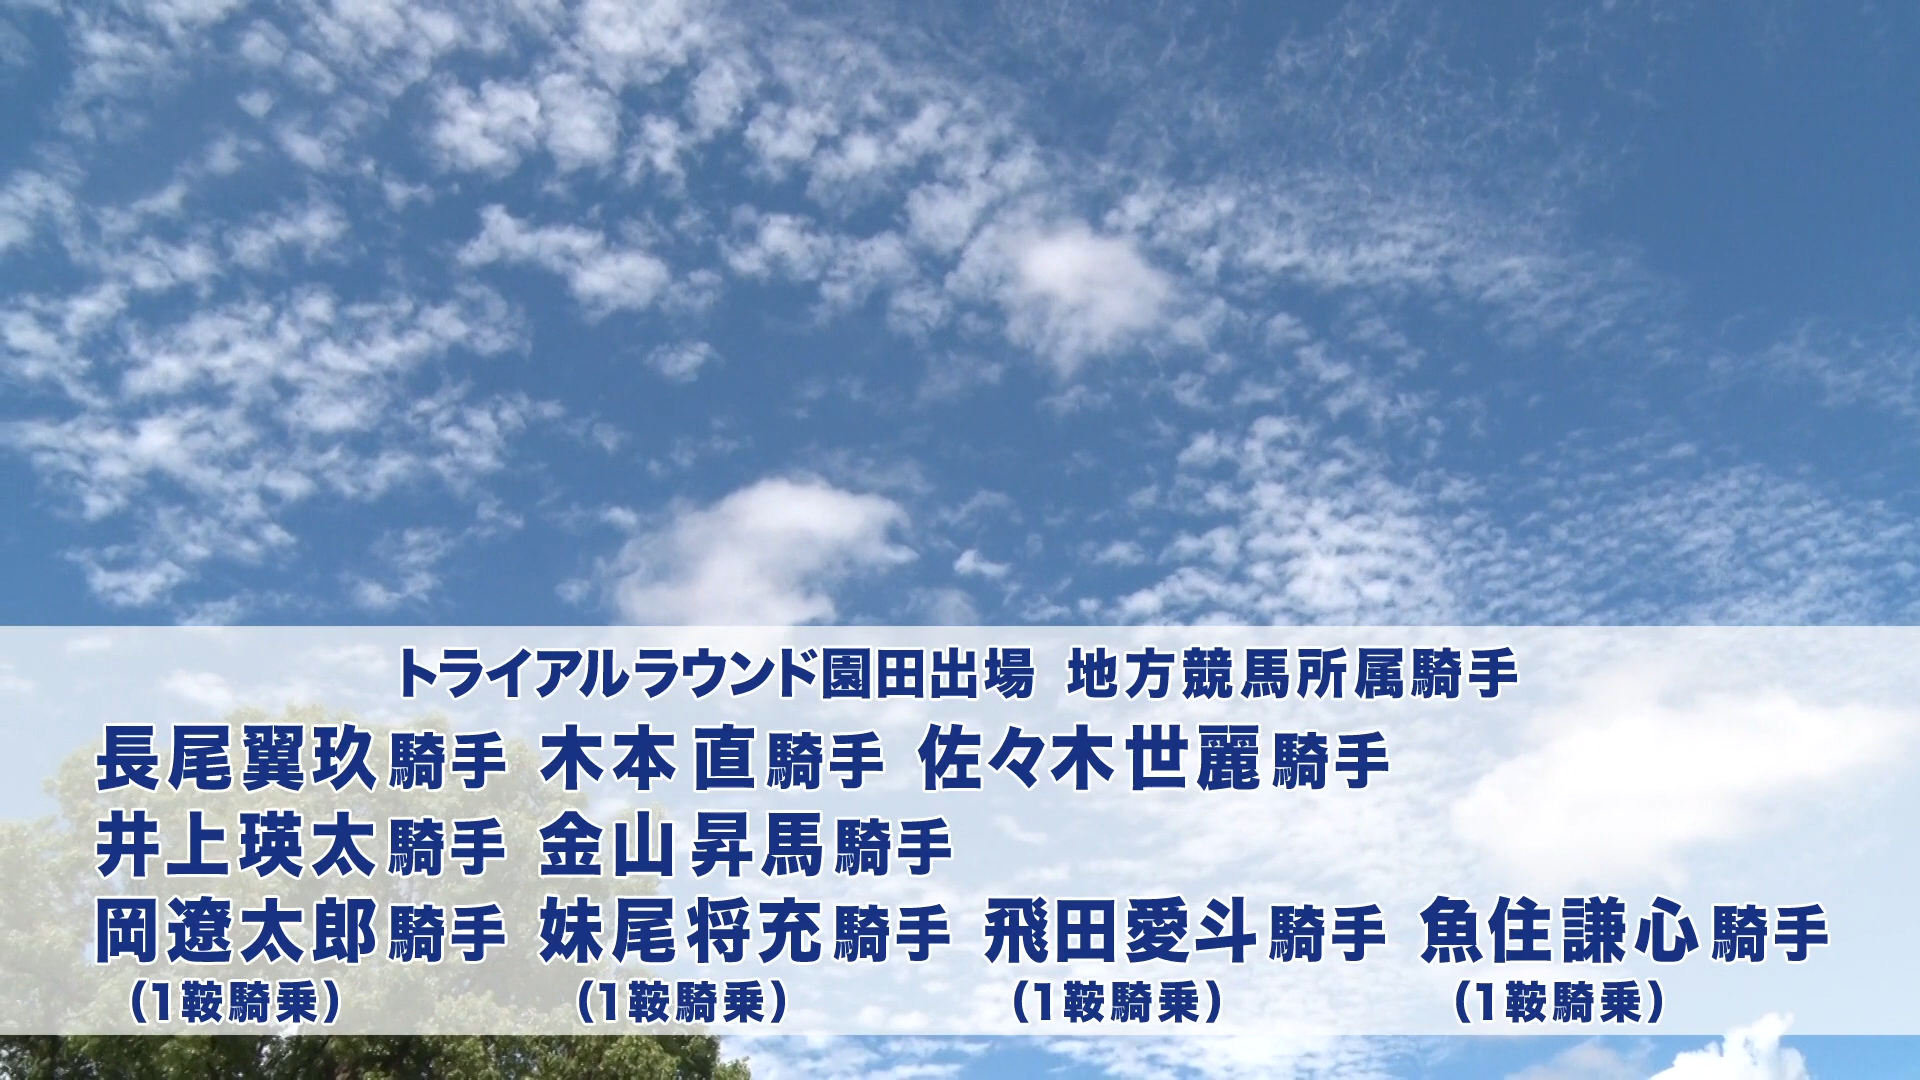 トライアルラウンド園田出場 地方競馬所属騎手
長尾翼玖騎手 木本直騎手 佐々木世麗騎手
井上瑛太騎手 金山昇馬騎手
岡遼太郎騎手 妹尾将充騎手 飛田愛斗騎手 魚住謙心騎手
(1鞍騎乗) (1鞍騎乗) (1鞍騎乗) (1鞍騎乗)